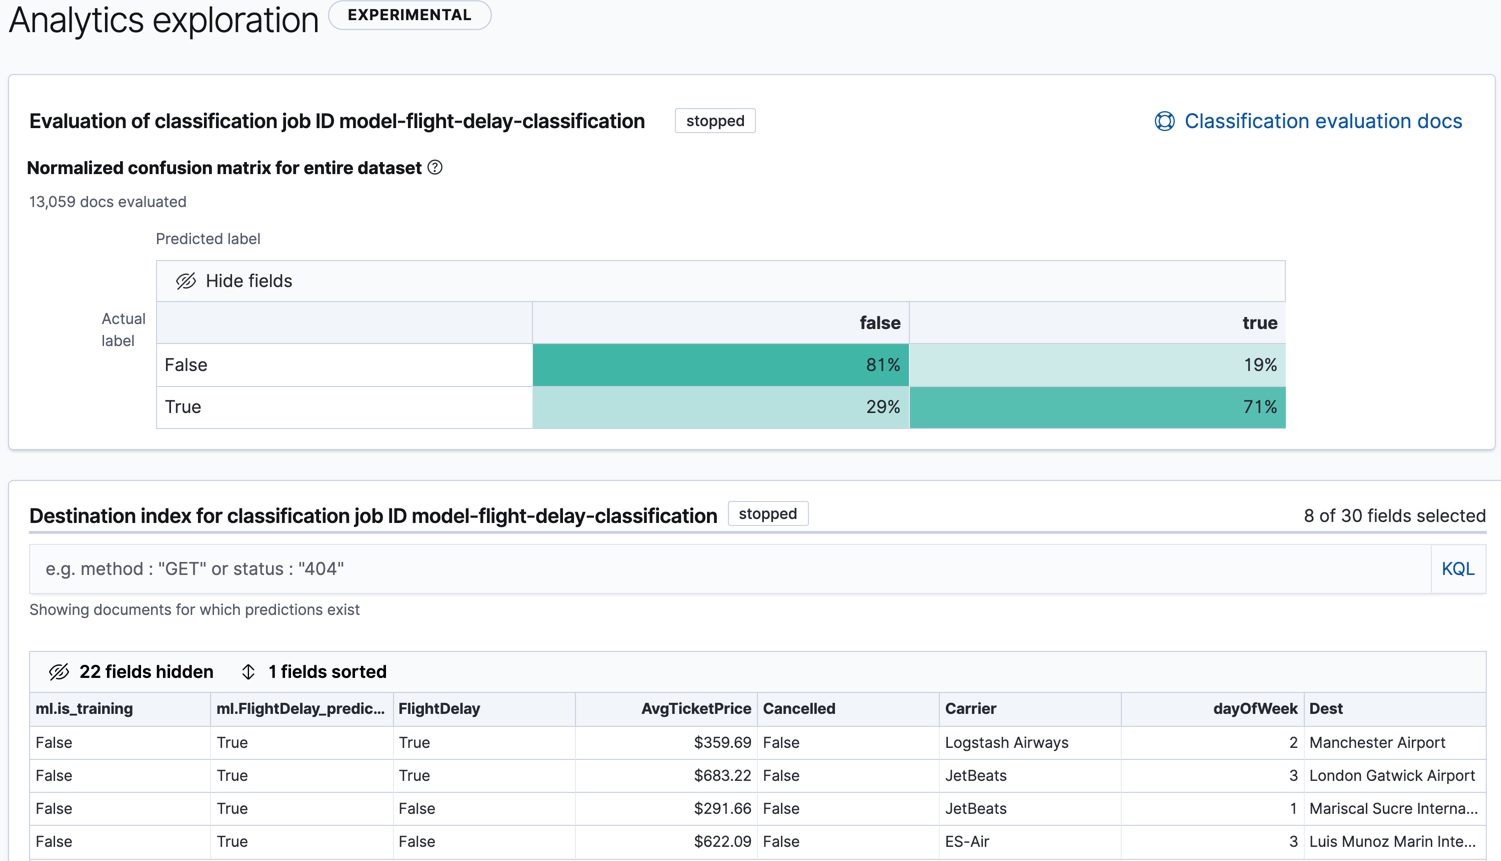 Analytics exploration EXPERIMENTAL
Evaluation of classification job ID model-flight-delay-classification stopped Classification evaluation docs
Normalized confusion matrix for entire dataset
13,059 docs evaluated
Predicted label
Hide fields
Actual label
false true
False 81% 19%
True 29% 71%
Destination index for classification job ID model-flight-delay-classification stopped 8 of 30 fields selected
e.g. method : "GET" or status : "404" KQL
Showing documents for which predictions exist
22 fields hidden 1 fields sorted
ml.is_training ml.FlightDelay_predic... FlightDelay AvgTicketPrice Cancelled Carrier dayOfWeek Dest
False True True $359.69 False Logstash Airways 2 Manchester Airport
False True True $683.22 False JetBeats 3 London Gatwick Airport
False True False $291.66 False JetBeats 1 Mariscal Sucre Interna...
False True False $622.09 False ES-Air 3 Luis Munoz Marin Inte...